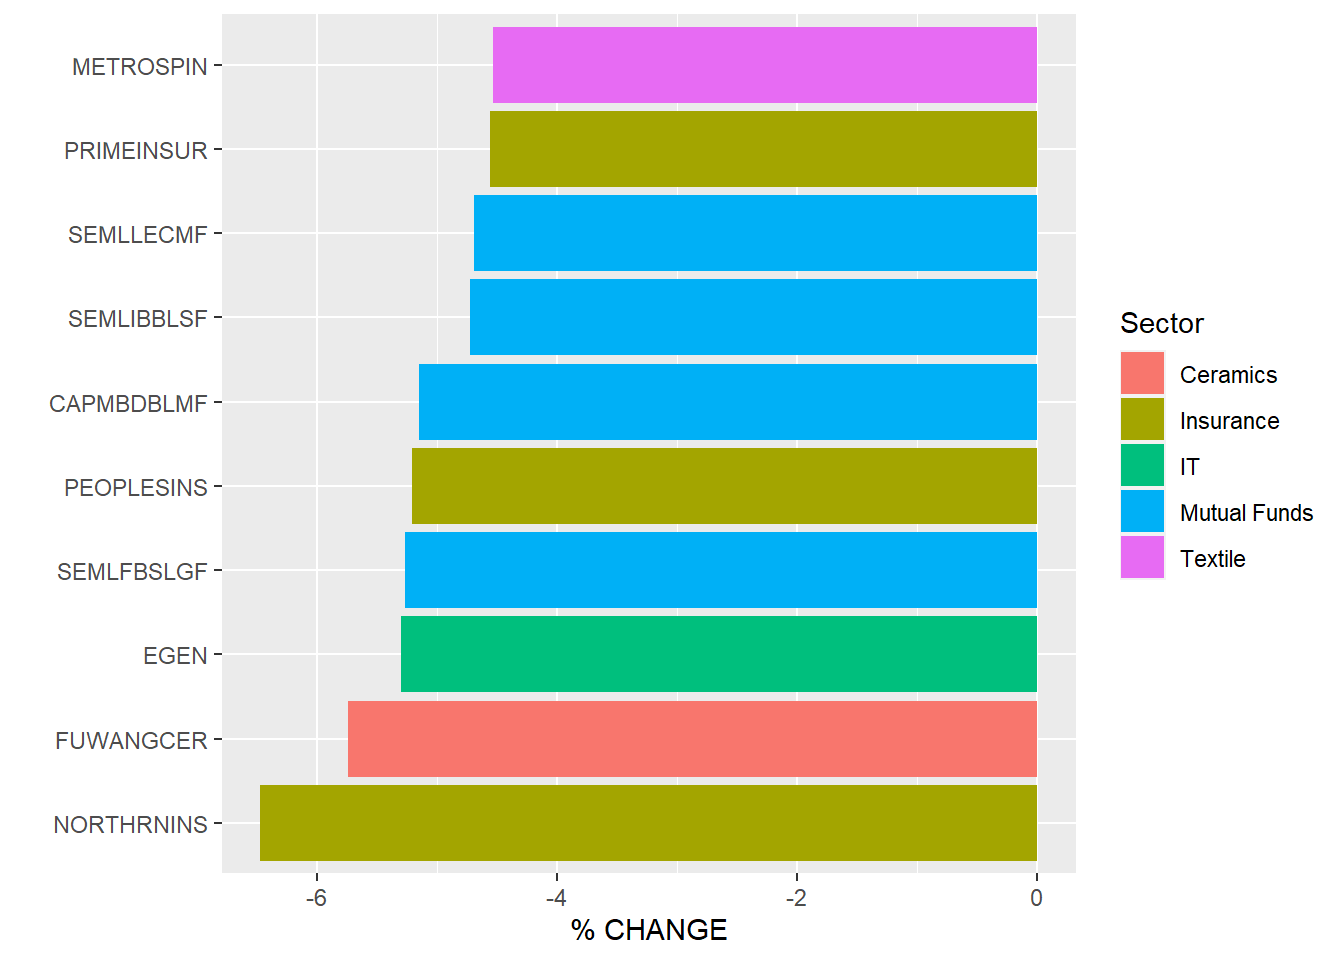 METROSPIN
PRIMEINSUR
SEMLLECMF
SEMLIBBLSF
CAPMBDBLMF
PEOPLESINS
SEMLFBSLGF
EGEN
FUWANGCER
NORTHRNINS
-6 -4 -2 0
% CHANGE
Sector
Ceramics
Insurance
IT
Mutual Funds
Textile